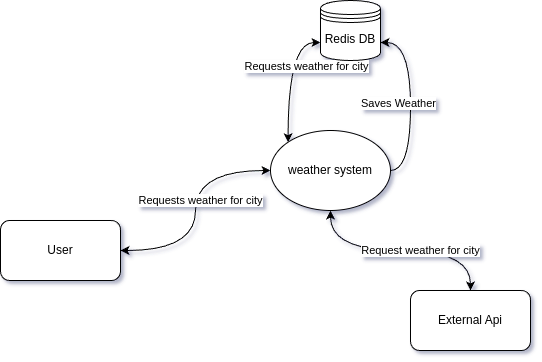 Redis DB
Requests weather for city
Saves Weather
weather system
Requests weather for city
User
Request weather for city
External Api